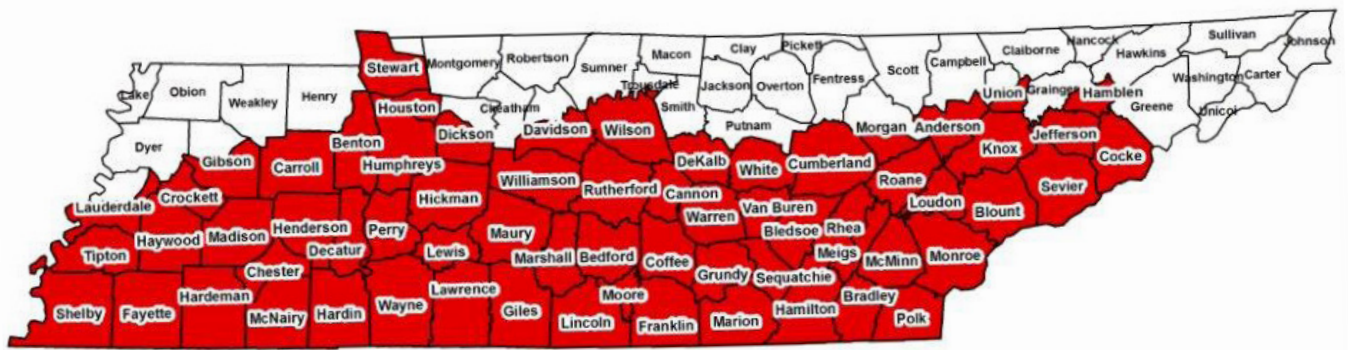 Lake
Obion
Weakley
Henry
Stewart
Montgomery
Robertson
Sumner
Macon
Clay
Pickett
Scott
Campbell
Claiborne
Hancock
Hawkins
Sullivan
Johnson
Trousdale
Smith
Jackson
Overton
Fentress
Union
Grainger
Hamblen
Greene
Washington
Carter
Unicoi
Houston
Cheatham
Dyer
Gibson
Carroll
Benton
Humphreys
Dickson
Davidson
Wilson
Putnam
DeKalb
White
Cumberland
Morgan
Anderson
Knox
Jefferson
Cocke
Lauderdale
Crockett
Hickman
Williamson
Rutherford
Cannon
Warren
Van Buren
Roane
Loudon
Blount
Sevier
Tipton
Haywood
Madison
Henderson
Decatur
Perry
Lewis
Maury
Marshall
Bedford
Coffee
Grundy
Bledsoe
Rhea
Sequatchie
Meigs
McMinn
Monroe
Shelby
Fayette
Hardeman
Chester
McNairy
Hardin
Wayne
Lawrence
Giles
Moore
Lincoln
Franklin
Marion
Hamilton
Bradley
Polk